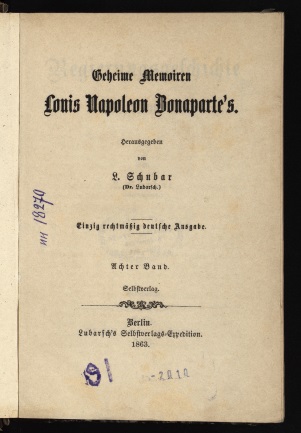 Geheime Memoiren
Louis Napoleon Bonaparte's.
Herausgegeben
von
L. Schubar
(Dr. Lubarsch.)
Einzig rechtmäßig deutsche Ausgabe.
Achter Band.
Selbstverlag.
Berlin.
Lubarsch's Selbstverlags-Expedition.
1863.